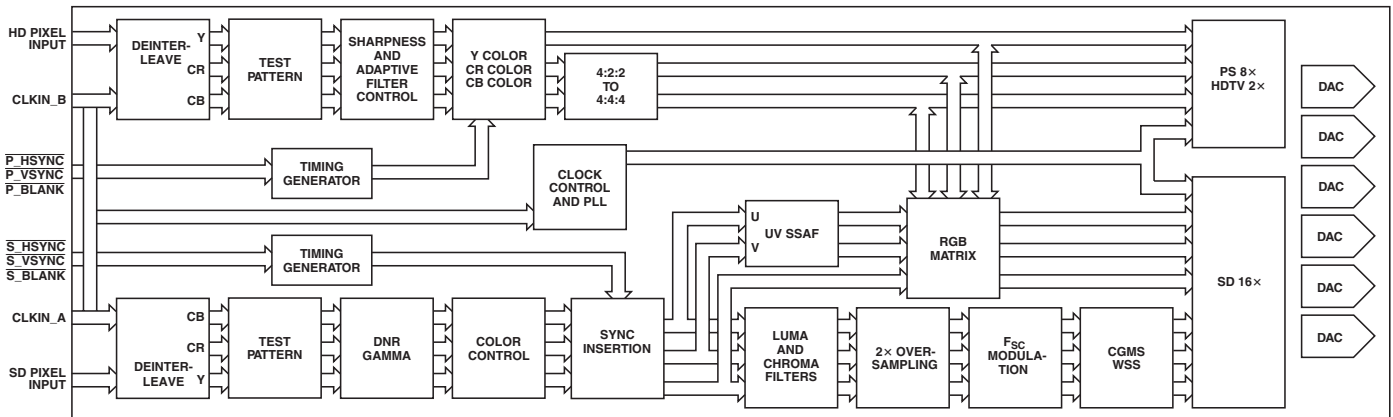 HD PIXEL
INPUT
CLKIN_B
P_HSYNC
P_VSYNC
P_BLANK
S_HSYNC
S_VSYNC
S_BLANK
CLKIN_A
SD PIXEL
INPUT
DEINTER-
LEAVE
Y
CR
CB
TEST
PATTERN
SHARPNESS
AND
ADAPTIVE
FILTER
CONTROL
Y COLOR
CR COLOR
CB COLOR
4:2:2
TO
4:4:4
PS 8×
HDTV 2×
TIMING
GENERATOR
CLOCK
CONTROL
AND PLL
TIMING
GENERATOR
U
UV SSAF
V
RGB
MATRIX
SD 16×
CB
CR
DEINTER-
LEAVE
Y
TEST
PATTERN
DNR
GAMMA
COLOR
CONTROL
SYNC
INSERTION
LUMA
AND
CHROMA
FILTERS
2× OVER-
SAMPLING
FSC
MODULA-
TION
CGMS
WSS
DAC
DAC
DAC
DAC
DAC
DAC